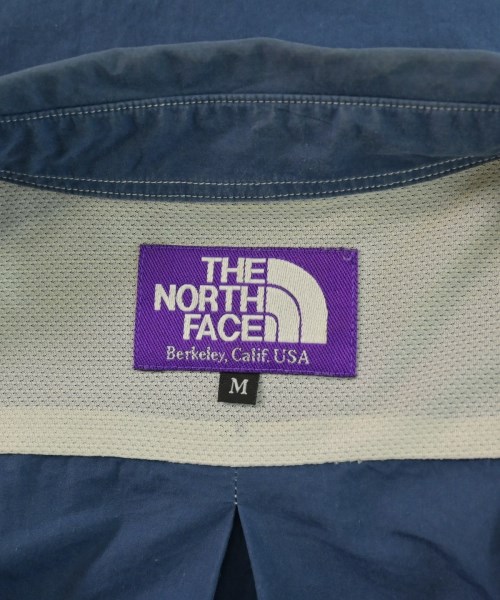 THE
NORTH
FACE
Berkeley, Calif. USA
M